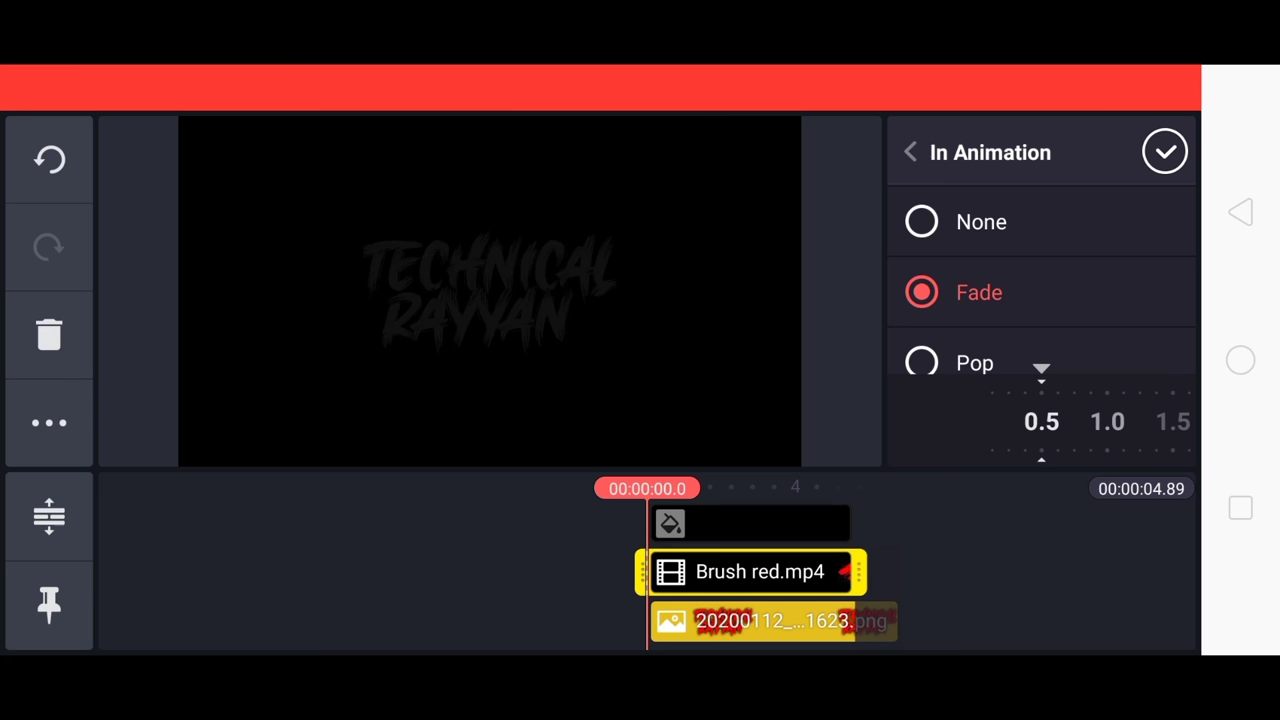 In Animation
None
Fade
Pop
0.5 1.0 1.5
TECHNICAL
RAYYAN
00:00:00.0
4
00:00:04.89
Brush red.mp4
20200112_...1623.png